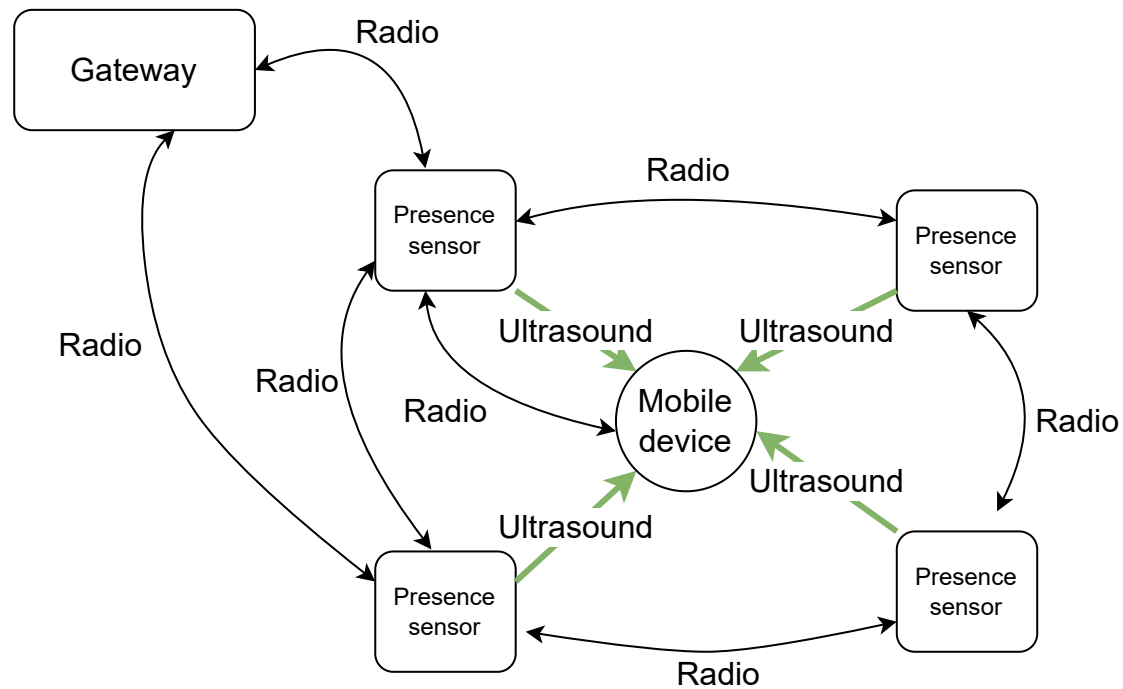 Radio
Gateway
Radio
Presence
sensor
Presence
sensor
Ultrasound
Ultrasound
Radio
Radio
Radio
Mobile
device
Radio
Ultrasound
Ultrasound
Presence
sensor
Presence
sensor
Radio